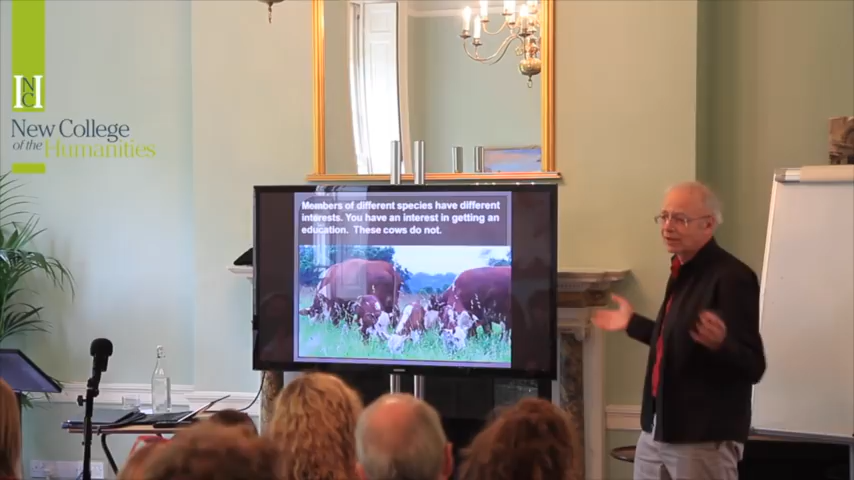 NCH
New College
of the Humanities
Members of different species have different
interests. You have an interest in getting an
education. These cows do not.